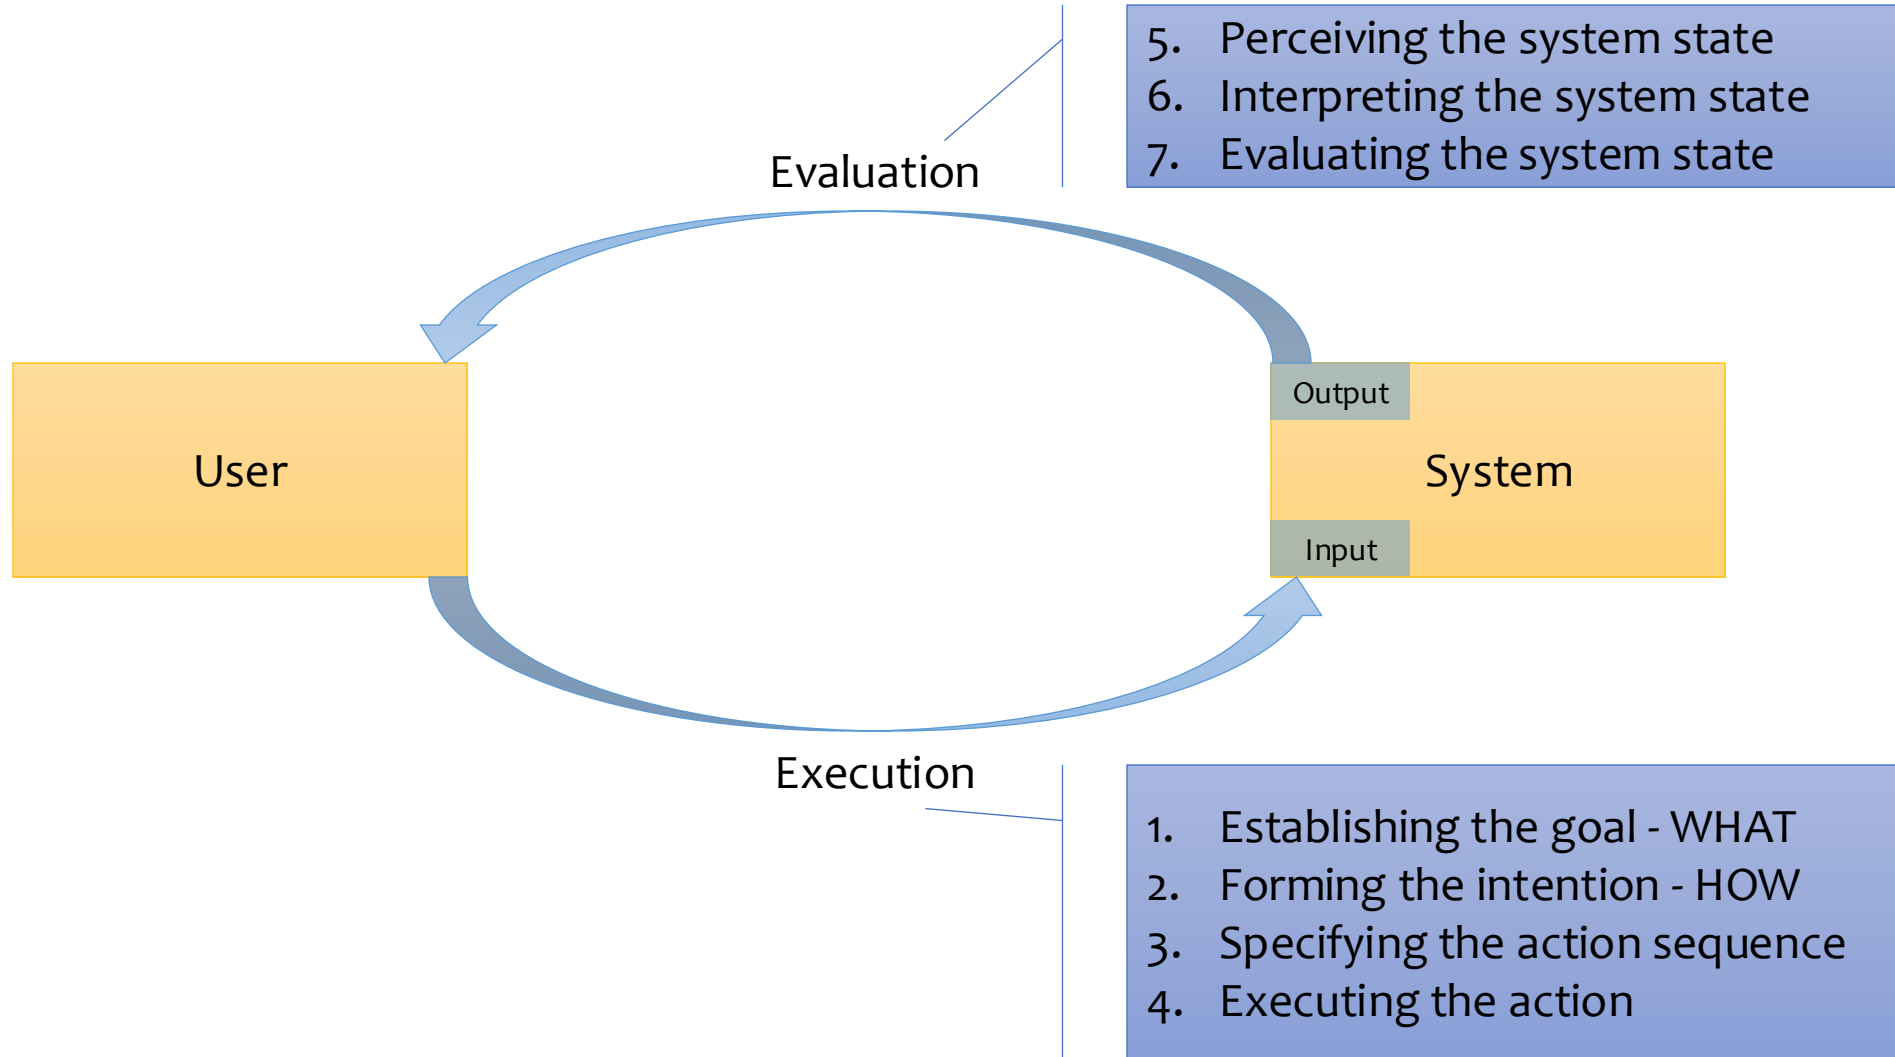 5. Perceiving the system state
6. Interpreting the system state
7. Evaluating the system state
Evaluation
Output
User
System
Input
Execution
1. Establishing the goal - WHAT
2. Forming the intention - HOW
3. Specifying the action sequence
4. Executing the action